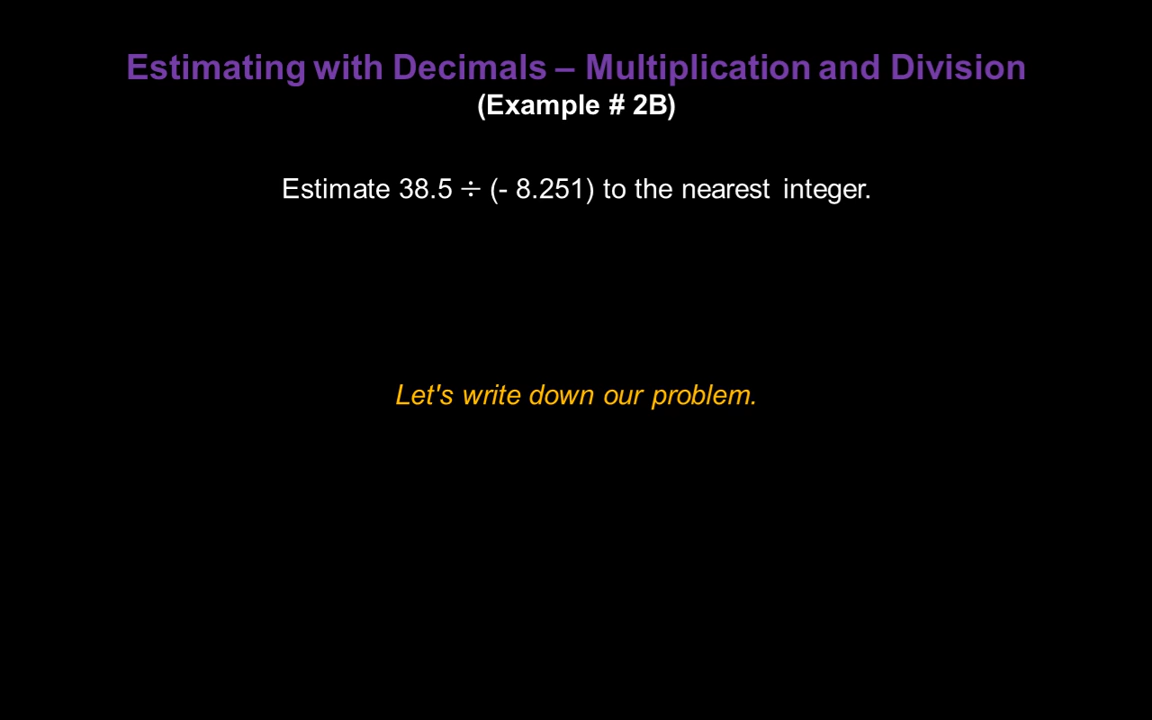 Estimating with Decimals – Multiplication and Division
(Example # 2B)
Estimate 38.5 ÷ (- 8.251) to the nearest integer.
Let's write down our problem.